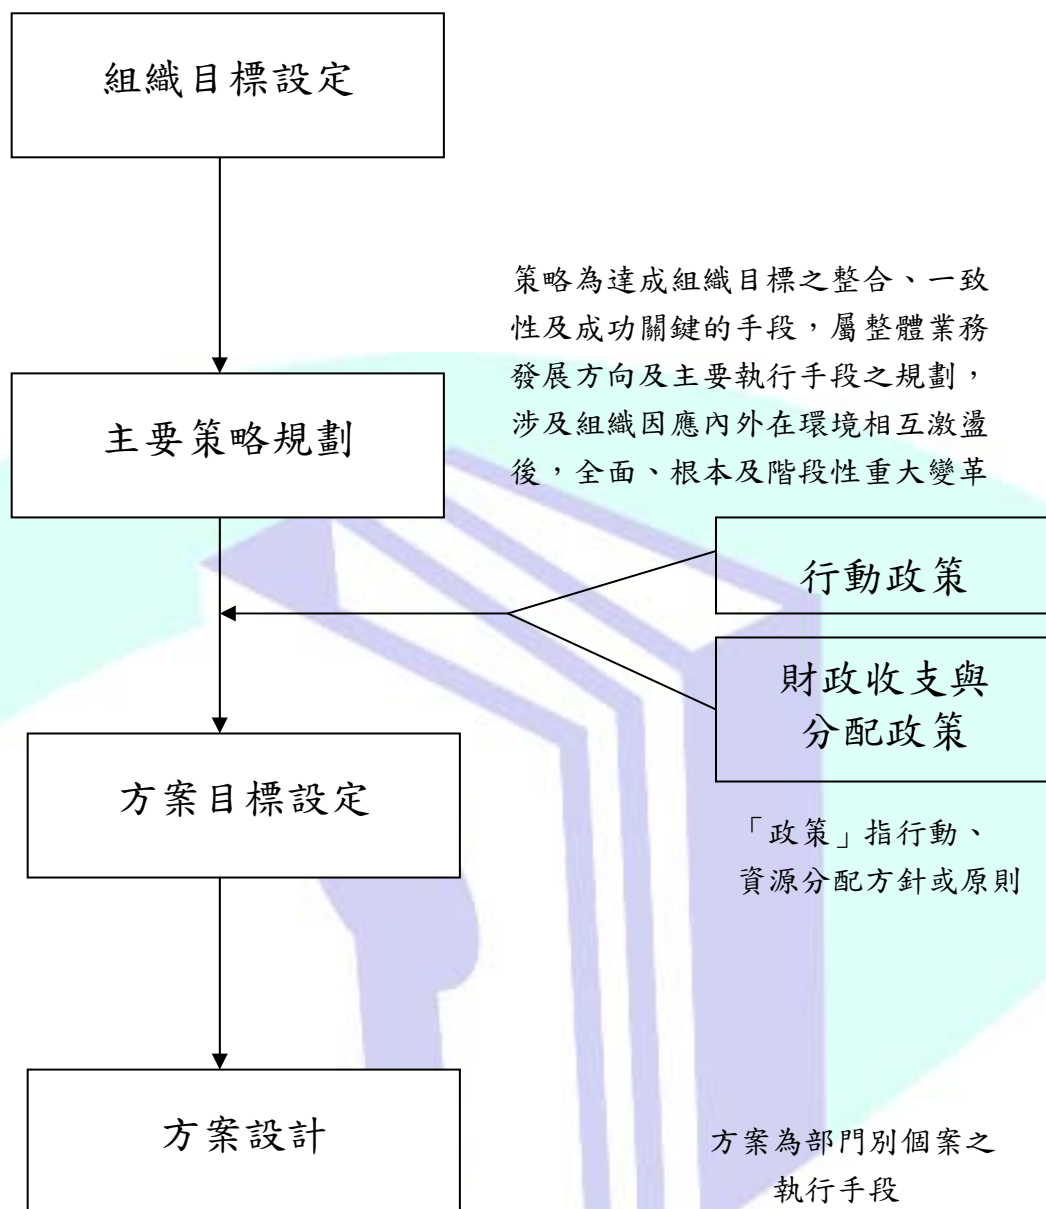 組織目標設定
策略為達成組織目標之整合、一致
性及成功關鍵的手段，屬整體業務
發展方向及主要執行手段之規劃，
涉及組織因應內外在環境相互激盪
後，全面、根本及階段性重大變革
主要策略規劃
行動政策
財政收支與
分配政策
方案目標設定
「政策」指行動、
資源分配方針或原則
方案設計
方案為部門別個案之
執行手段